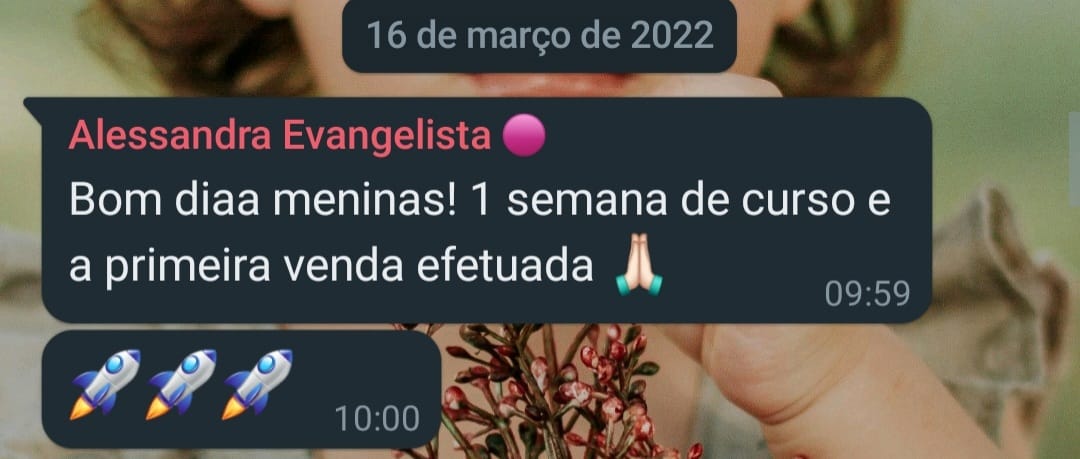 16 de março de 2022
Alessandra Evangelista
Bom diaa meninas! 1 semana de curso e
a primeira venda efetuada 🙏🏻
09:59
🚀🚀🚀
10:00